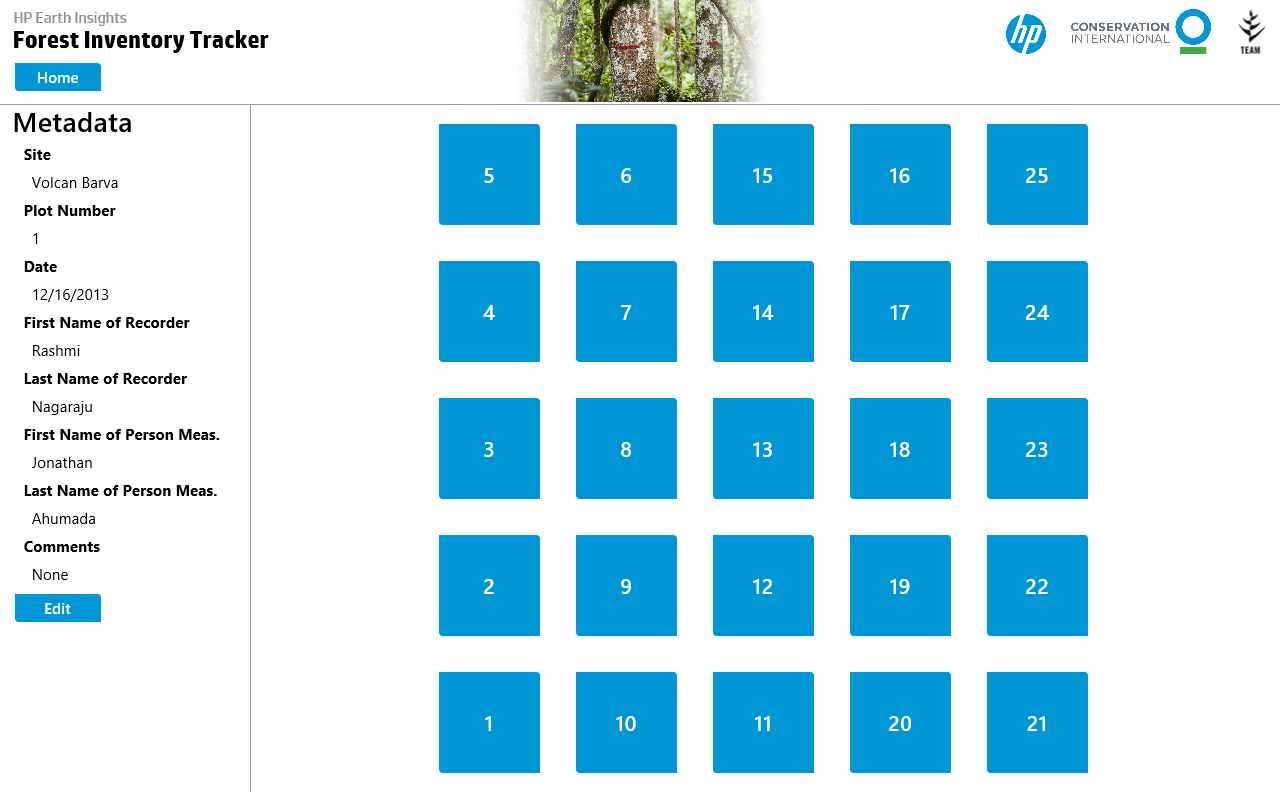 HP Earth Insights
Forest Inventory Tracker
Home
hp
CONSERVATION
INTERNATIONAL
TEAM
Metadata
Site
Volcan Barva
Plot Number
1
Date
12/16/2013
First Name of Recorder
Rashmi
Last Name of Recorder
Nagaraju
First Name of Person Meas.
Jonathan
Last Name of Person Meas.
Ahumada
Comments
None
Edit
5 6 15 16 25
4 7 14 17 24
3 8 13 18 23
2 9 12 19 22
1 10 11 20 21